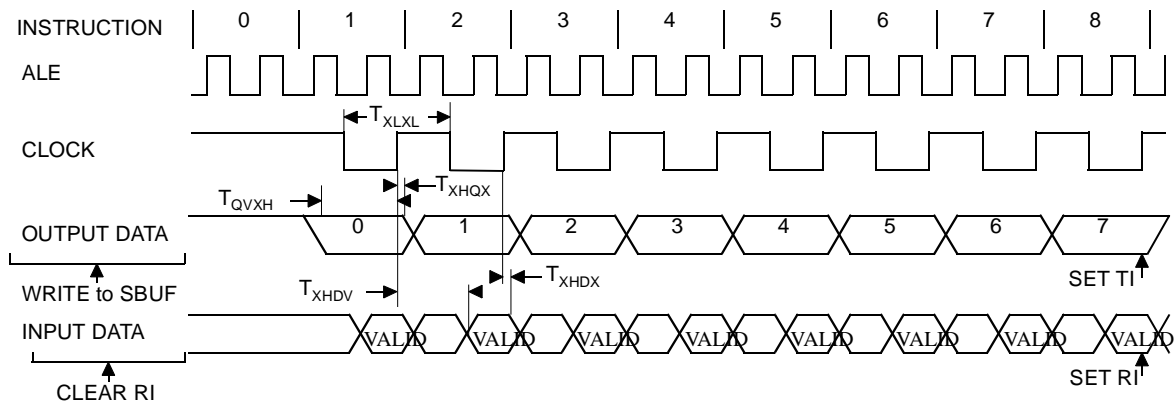 INSTRUCTION 0 1 2 3 4 5 6 7 8
ALE
TXLXL
CLOCK
TQVXH TXHQX
OUTPUT DATA 0 1 2 3 4 5 6 7
WRITE to SBUF TXHDV TXHDX SET TI
INPUT DATA VALID VALID VALID VALID VALID VALID VALID VALID
CLEAR RI SET RI